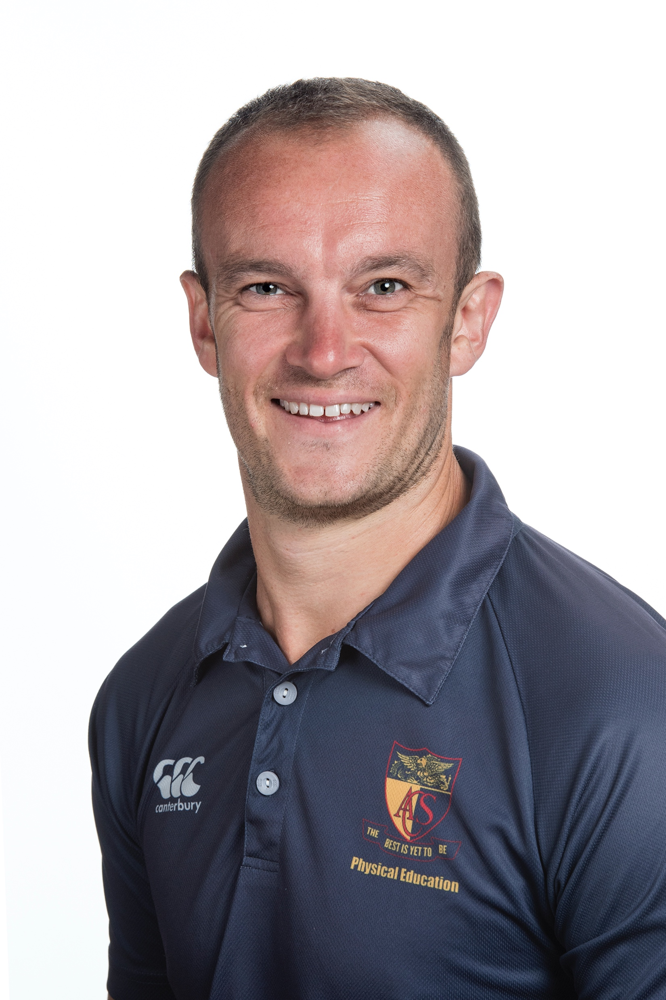 canterbury
ACS
THE BEST IS YET TO BE
Physical Education